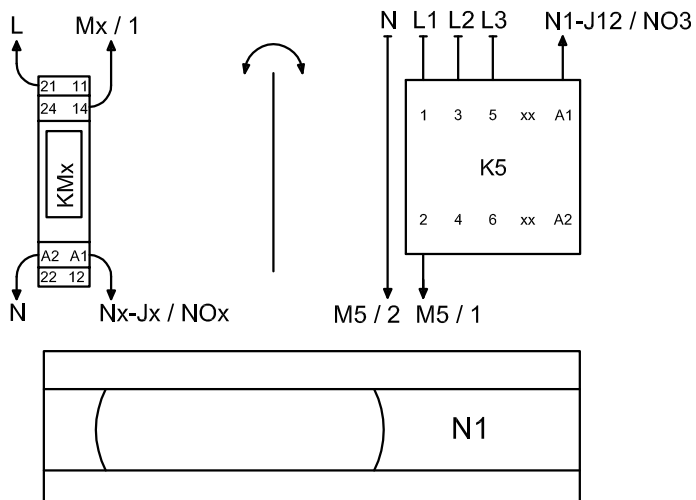 L Mx / 1
21 11
24 14
KMx
A2 A1
22 12
N Nx-Jx / NOx
N L1 L2 L3 N1-J12 / NO3
1 3 5 xx A1
K5
2 4 6 xx A2
M5 / 2 M5 / 1
N1